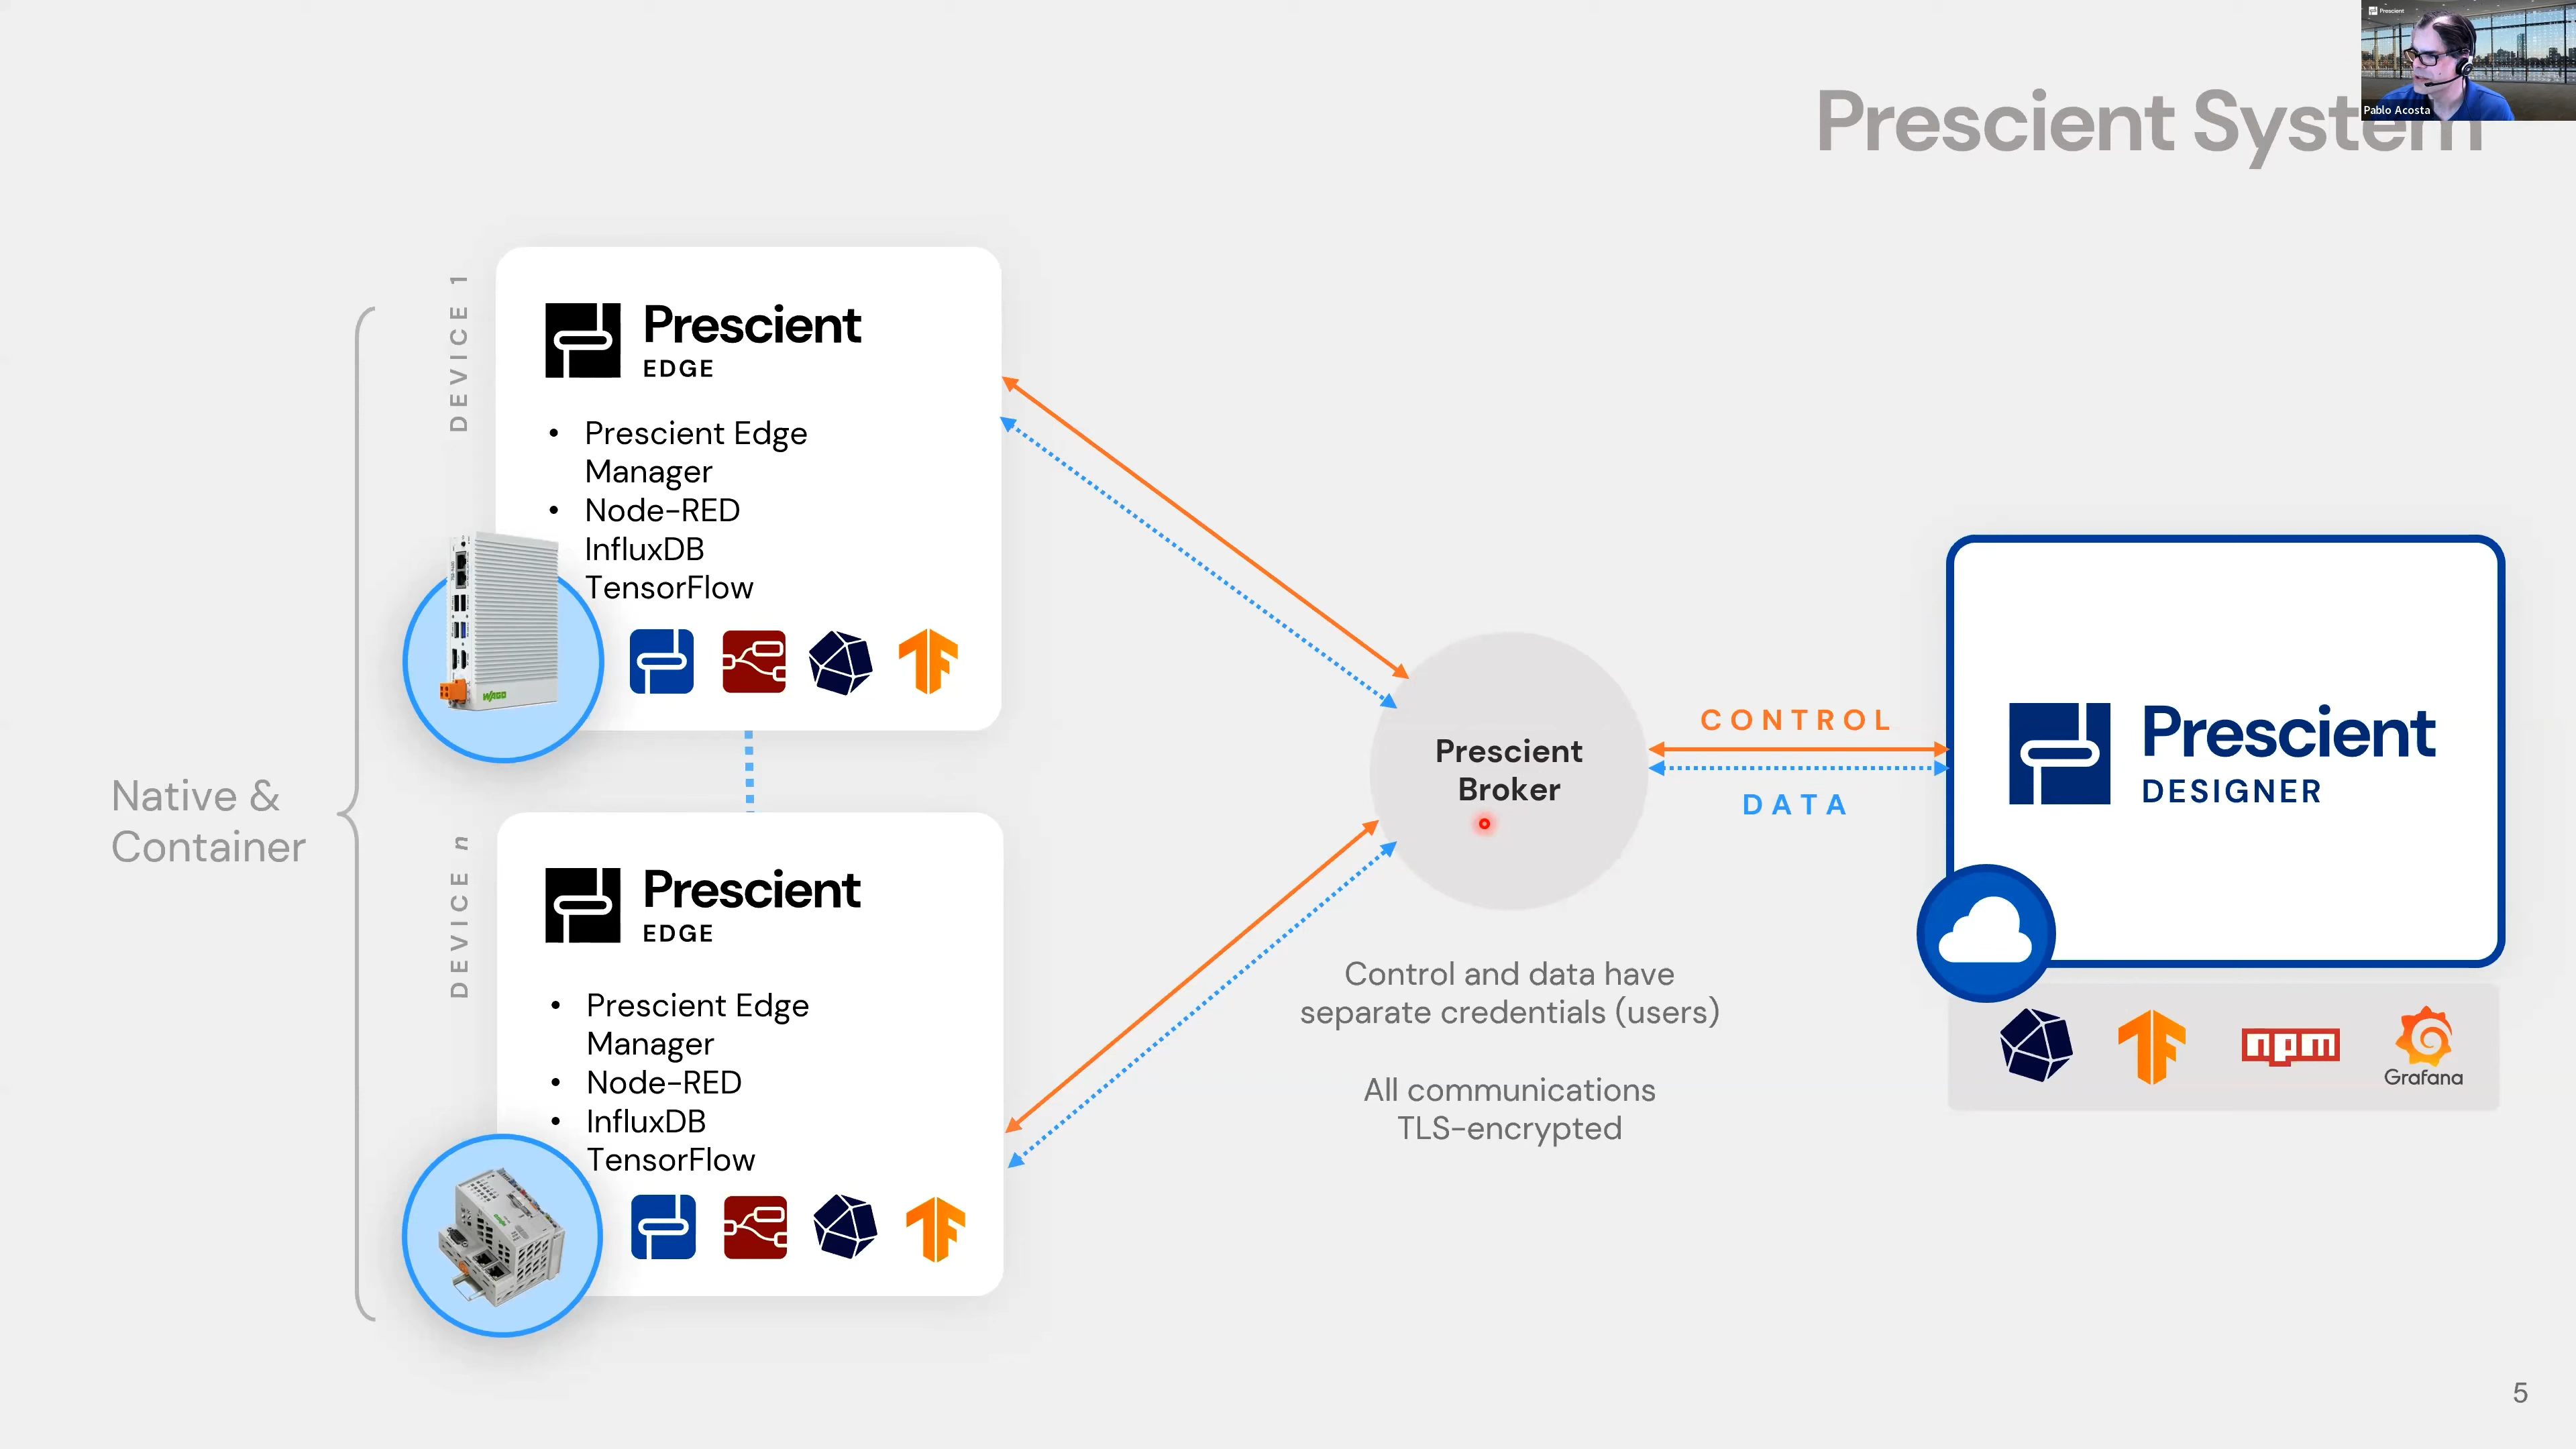 Prescient
Pablo Acosta
Prescient System
DEVICE 1
Prescient
EDGE
• Prescient Edge
Manager
• Node-RED
InfluxDB
TensorFlow
WAGO
Native &
Container
DEVICE n
Prescient
EDGE
• Prescient Edge
Manager
• Node-RED
• InfluxDB
TensorFlow
Prescient
Broker
CONTROL
DATA
Control and data have
separate credentials (users)
All communications
TLS-encrypted
Prescient
DESIGNER
npm
Grafana
5